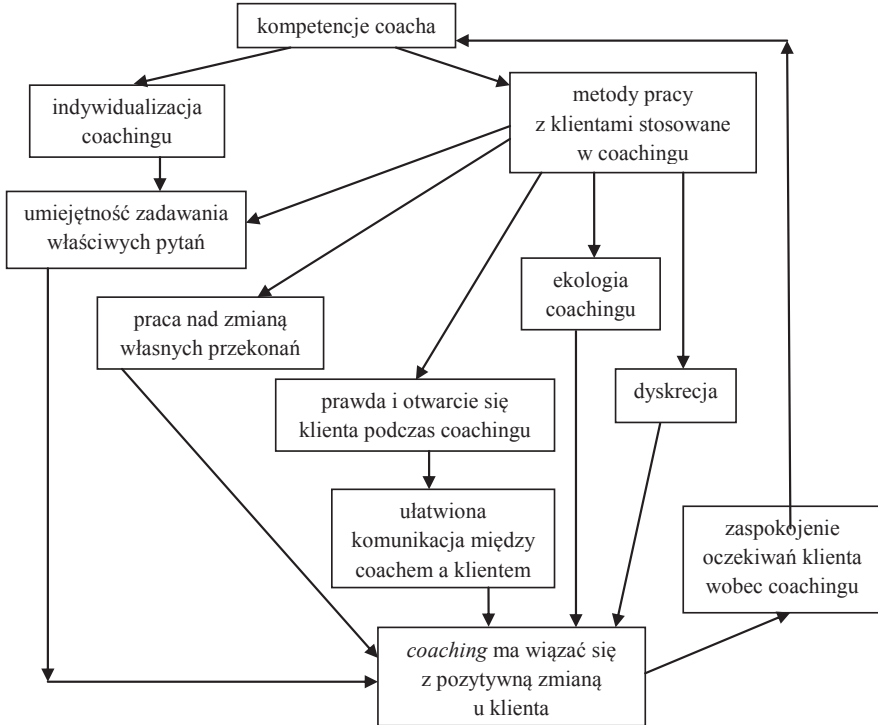 kompetencje coacha
indywidualizacja
coachingu
metody pracy
z klientami stosowane
w coachingu
umiejętność zadawania
właściwych pytań
ekologia
coachingu
praca nad zmianą
własnych przekonań
prawda i otwarcie się
klienta podczas coachingu
dyskrecja
ułatwiona
komunikacja między
coachem a klientem
zaspokojenie
oczekiwań klienta
wobec coachingu
coaching ma wiązać się
z pozytywną zmianą
u klienta